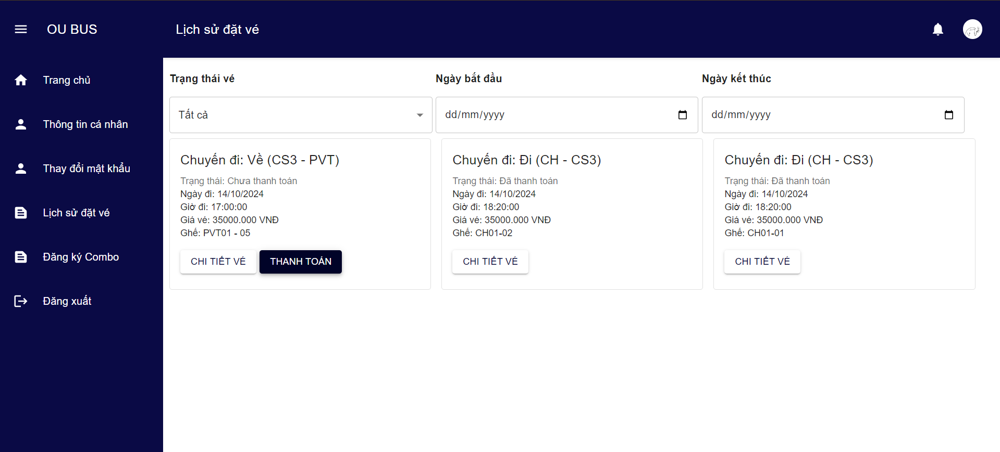 OU BUS
Lịch sử đặt vé
Trang chủ
Thông tin cá nhân
Thay đổi mật khẩu
Lịch sử đặt vé
Đăng ký Combo
Đăng xuất
Trạng thái vé
Ngày bắt đầu
Ngày kết thúc
Tất cả
dd/mm/yyyy
dd/mm/yyyy
Chuyến đi: Về (CS3 - PVT)
Trạng thái: Chưa thanh toán
Ngày đi: 14/10/2024
Giờ đi: 17:00:00
Giá vé: 35000.000 VNĐ
Ghế: PVT01 - 05
CHI TIẾT VÉ
THANH TOÁN
Chuyến đi: Đi (CH - CS3)
Trạng thái: Đã thanh toán
Ngày đi: 14/10/2024
Giờ đi: 18:20:00
Giá vé: 35000.000 VNĐ
Ghế: CH01-02
CHI TIẾT VÉ
Chuyến đi: Đi (CH - CS3)
Trạng thái: Đã thanh toán
Ngày đi: 14/10/2024
Giờ đi: 18:20:00
Giá vé: 35000.000 VNĐ
Ghế: CH01-01
CHI TIẾT VÉ